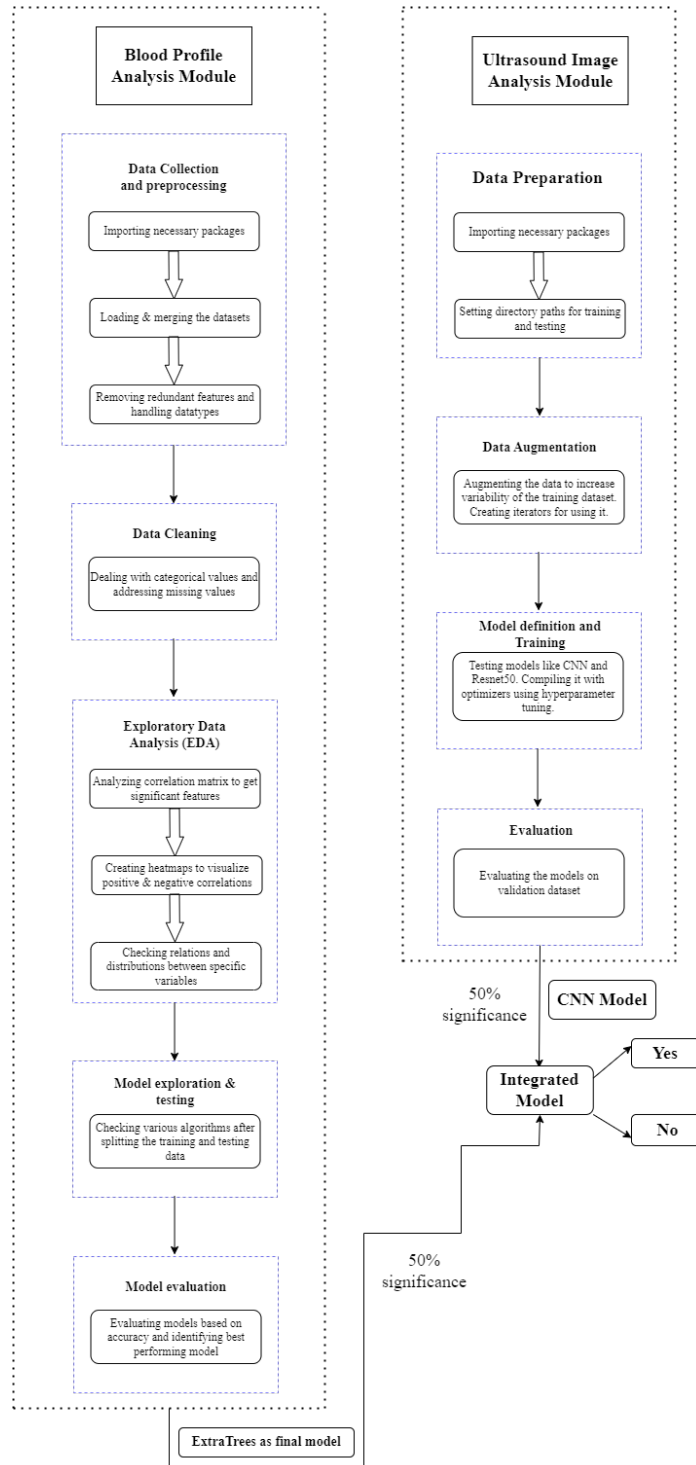 Blood Profile
Analysis Module
Data Collection
and preprocessing
Importing necessary packages
Loading & merging the datasets
Removing redundant features and
handling datatypes
Data Cleaning
Dealing with categorical values and
addressing missing values
Exploratory Data
Analysis (EDA)
Analyzing correlation matrix to get
significant features
Creating heatmaps to visualize
positive & negative correlations
Checking relations and
distributions between specific
variables
Model exploration &
testing
Checking various algorithms after
splitting the training and testing
data
Model evaluation
Evaluating models based on
accuracy and identifying best
performing model
ExtraTrees as final model
Ultrasound Image
Analysis Module
Data Preparation
Importing necessary packages
Setting directory paths for training
and testing
Data Augmentation
Augmenting the data to increase
variability of the training dataset.
Creating iterators for using it.
Model definition and
Training
Testing models like CNN and
Resnet50. Compiling it with
optimizers using hyperparameter
tuning.
Evaluation
Evaluating the models on
validation dataset
50%
significance
CNN Model
Integrated
Model
Yes
No
50%
significance